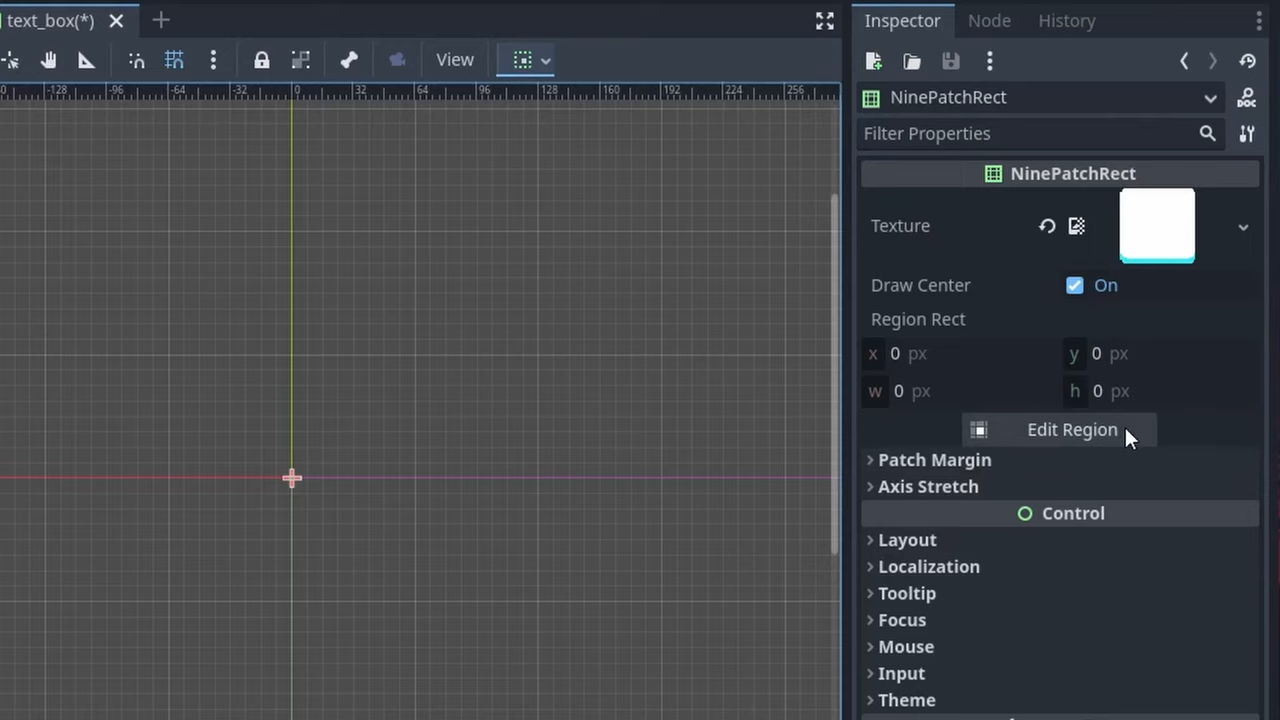 text_box(*)
Inspector Node History
View
-128 -96 -64 -32 0 32 64 96 128 160 192 224 256
NinePatchRect
DOC
Filter Properties
NinePatchRect
Texture
Draw Center On
Region Rect
x 0 px y 0 px
w 0 px h 0 px
Edit Region
Patch Margin
Axis Stretch
Control
Layout
Localization
Tooltip
Focus
Mouse
Input
Theme